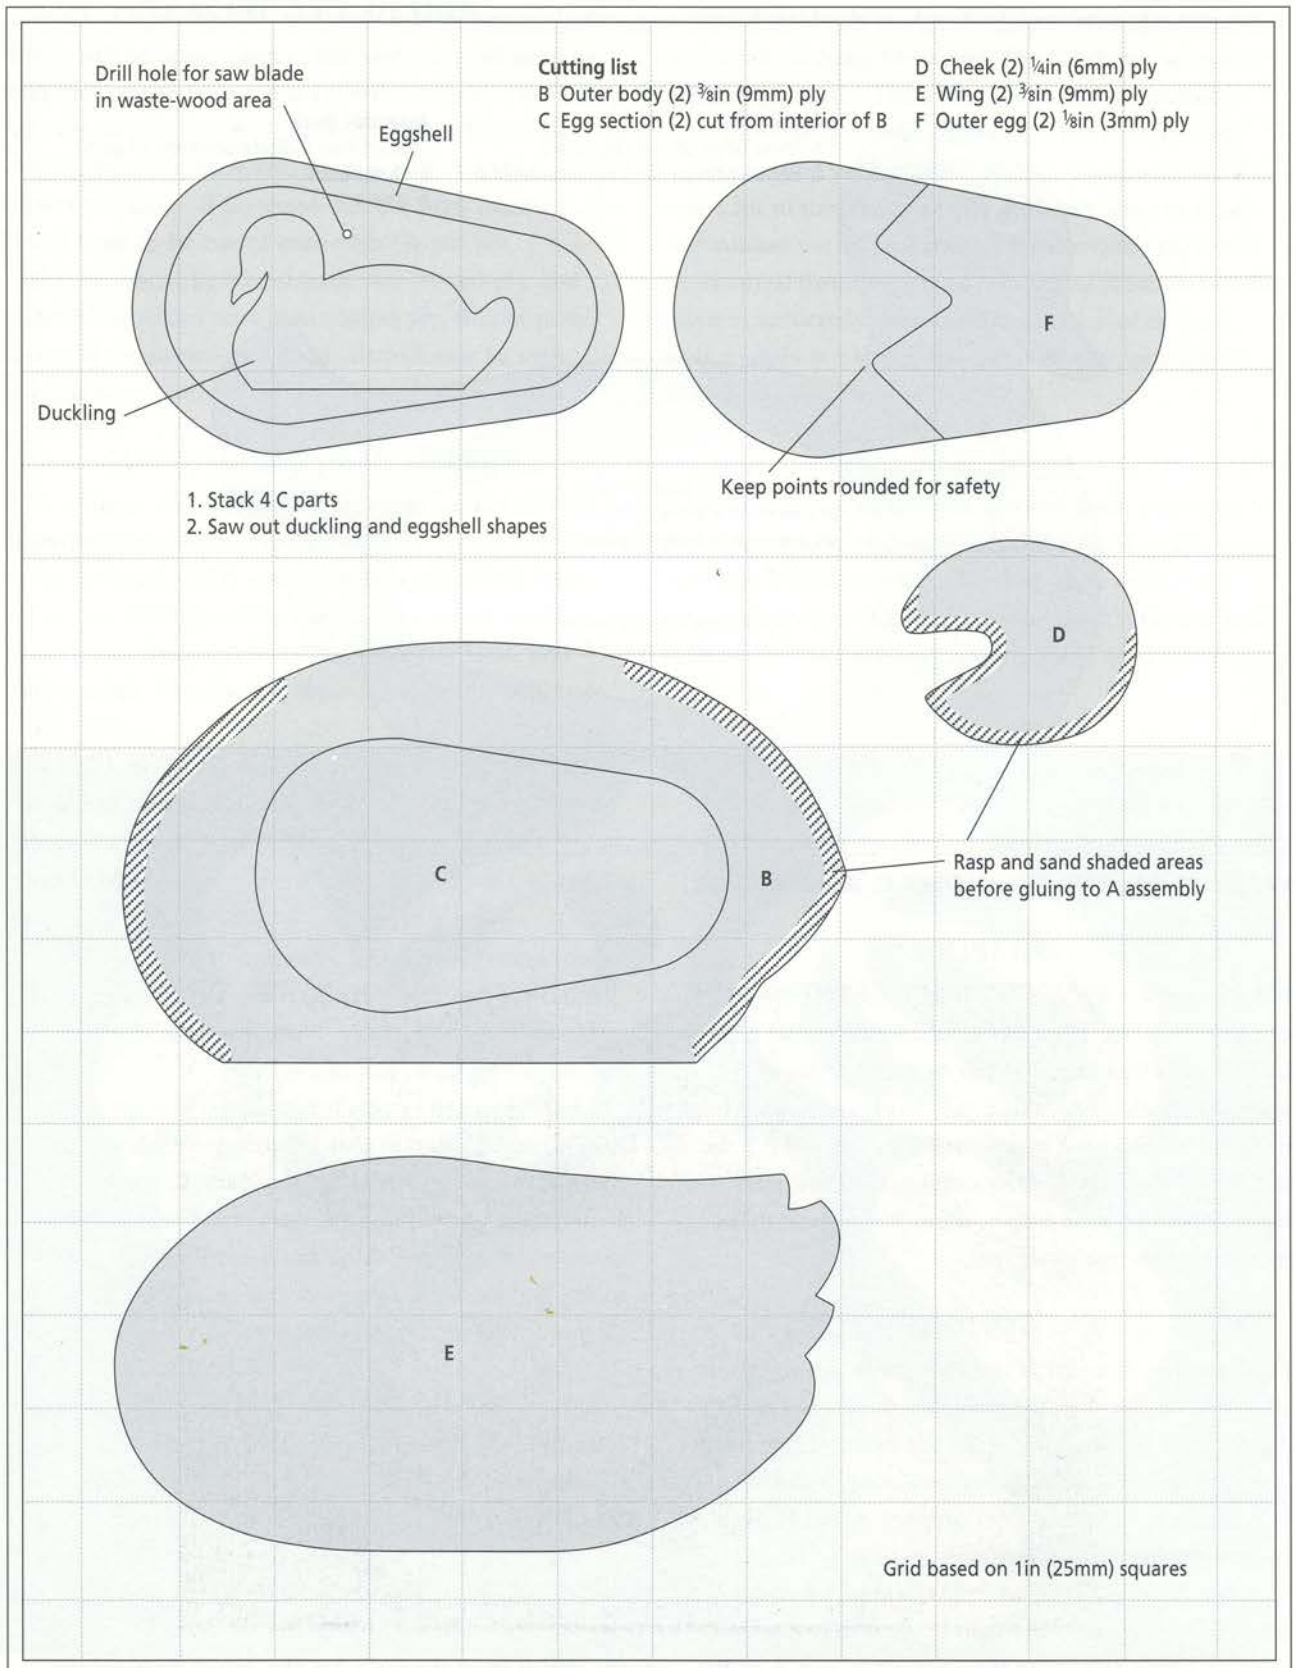 Drill hole for saw blade
in waste-wood area
Eggshell
Duckling
1. Stack 4 C parts
2. Saw out duckling and eggshell shapes
Cutting list
B Outer body (2) ⅜in (9mm) ply
C Egg section (2) cut from interior of B
D Cheek (2) ¼in (6mm) ply
E Wing (2) ⅜in (9mm) ply
F Outer egg (2) ⅛in (3mm) ply
F
Keep points rounded for safety
D
C
B
Rasp and sand shaded areas
before gluing to A assembly
E
Grid based on 1in (25mm) squares